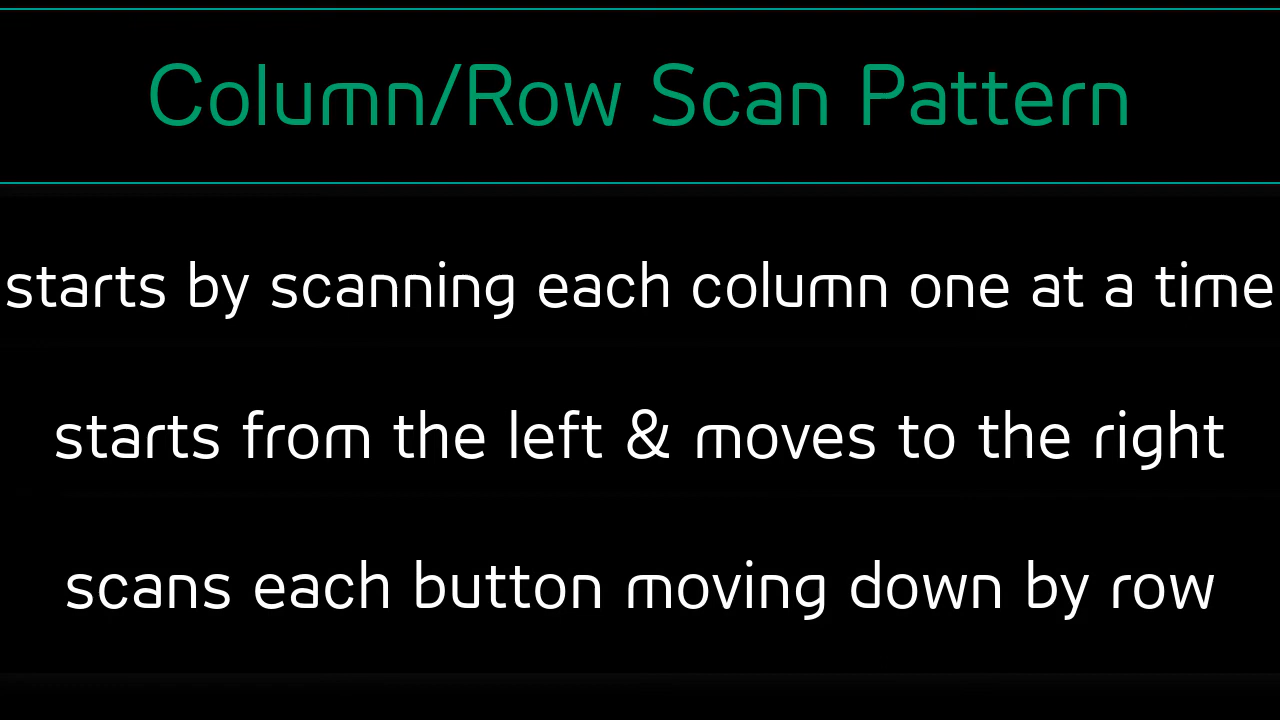 Column/Row Scan Pattern
starts by scanning each column one at a time
starts from the left & moves to the right
scans each button moving down by row